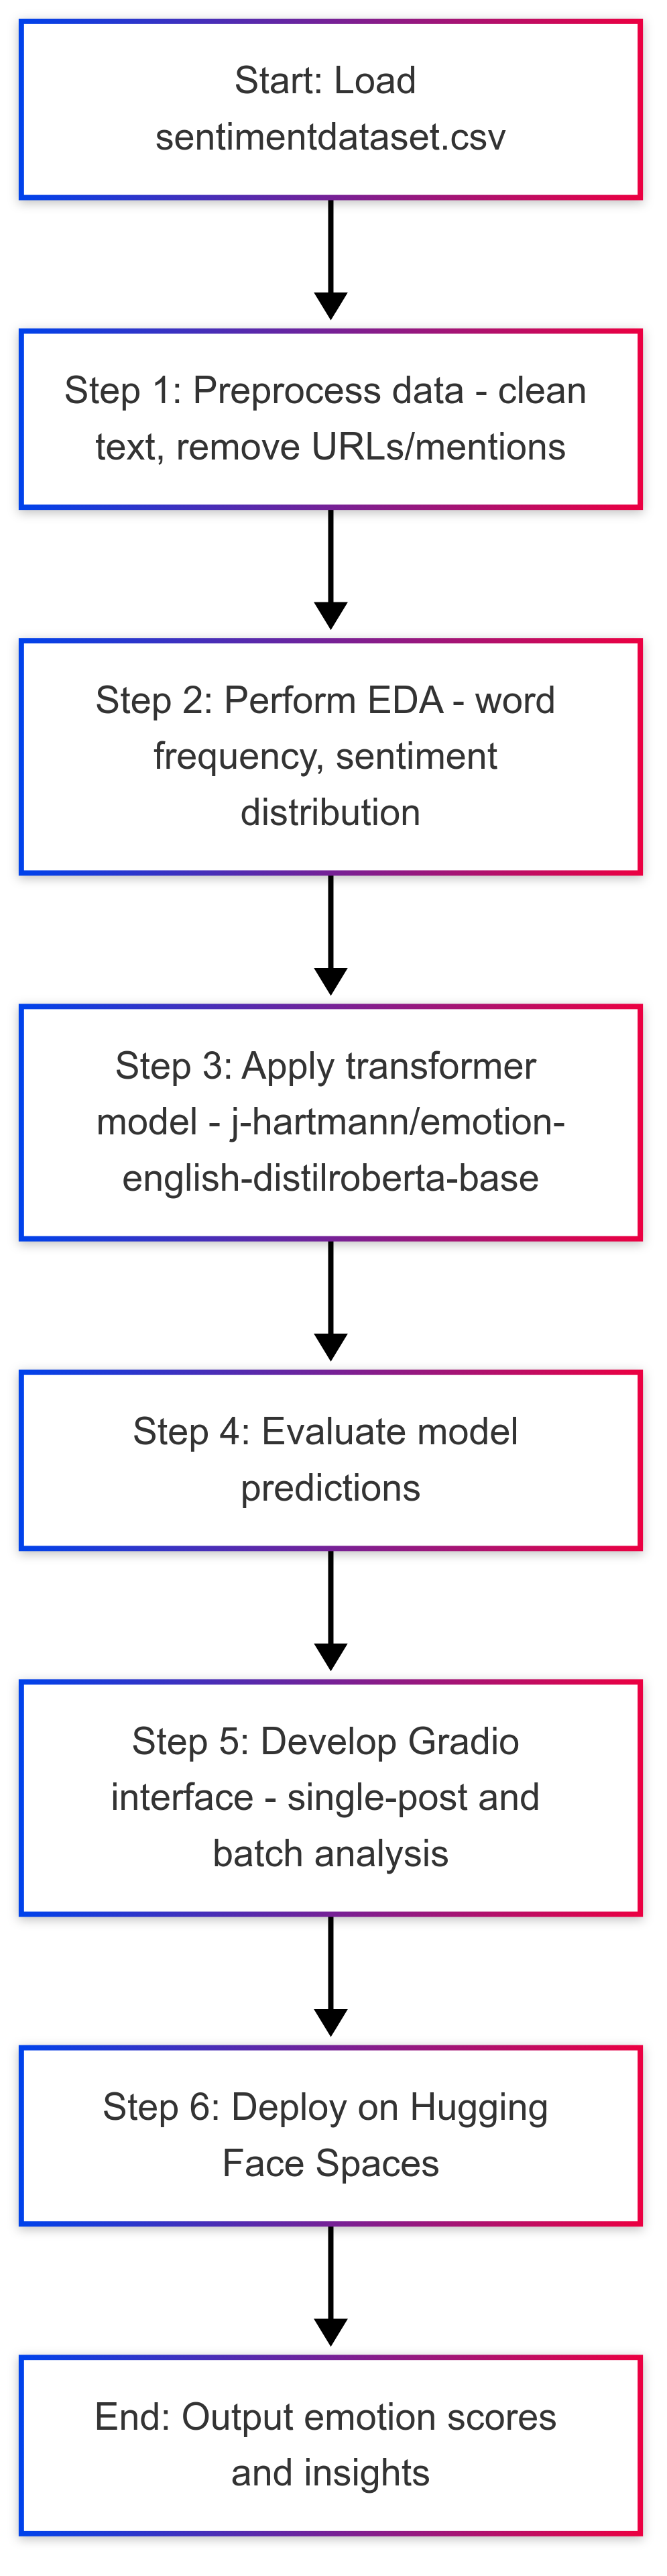 Start: Load
sentimentdataset.csv
Step 1: Preprocess data - clean
text, remove URLs/mentions
Step 2: Perform EDA - word
frequency, sentiment
distribution
Step 3: Apply transformer
model - j-hartmann/emotion-
english-distilroberta-base
Step 4: Evaluate model
predictions
Step 5: Develop Gradio
interface - single-post and
batch analysis
Step 6: Deploy on Hugging
Face Spaces
End: Output emotion scores
and insights